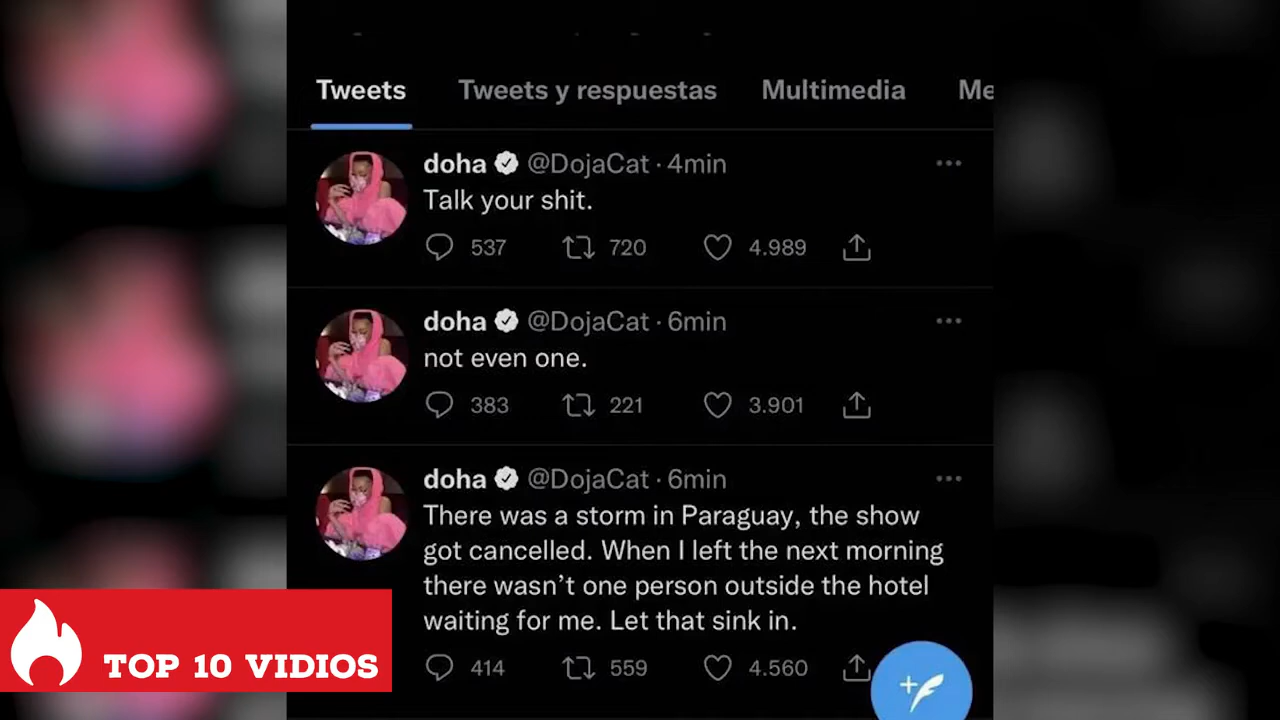 Tweets Tweets y respuestas Multimedia Me
doha @DojaCat · 4min
Talk your shit.
537 720 4.989
doha @DojaCat · 6min
not even one.
383 221 3.901
doha @DojaCat · 6min
There was a storm in Paraguay, the show
got cancelled. When I left the next morning
there wasn't one person outside the hotel
waiting for me. Let that sink in.
414 559 4.560
TOP 10 VIDIOS